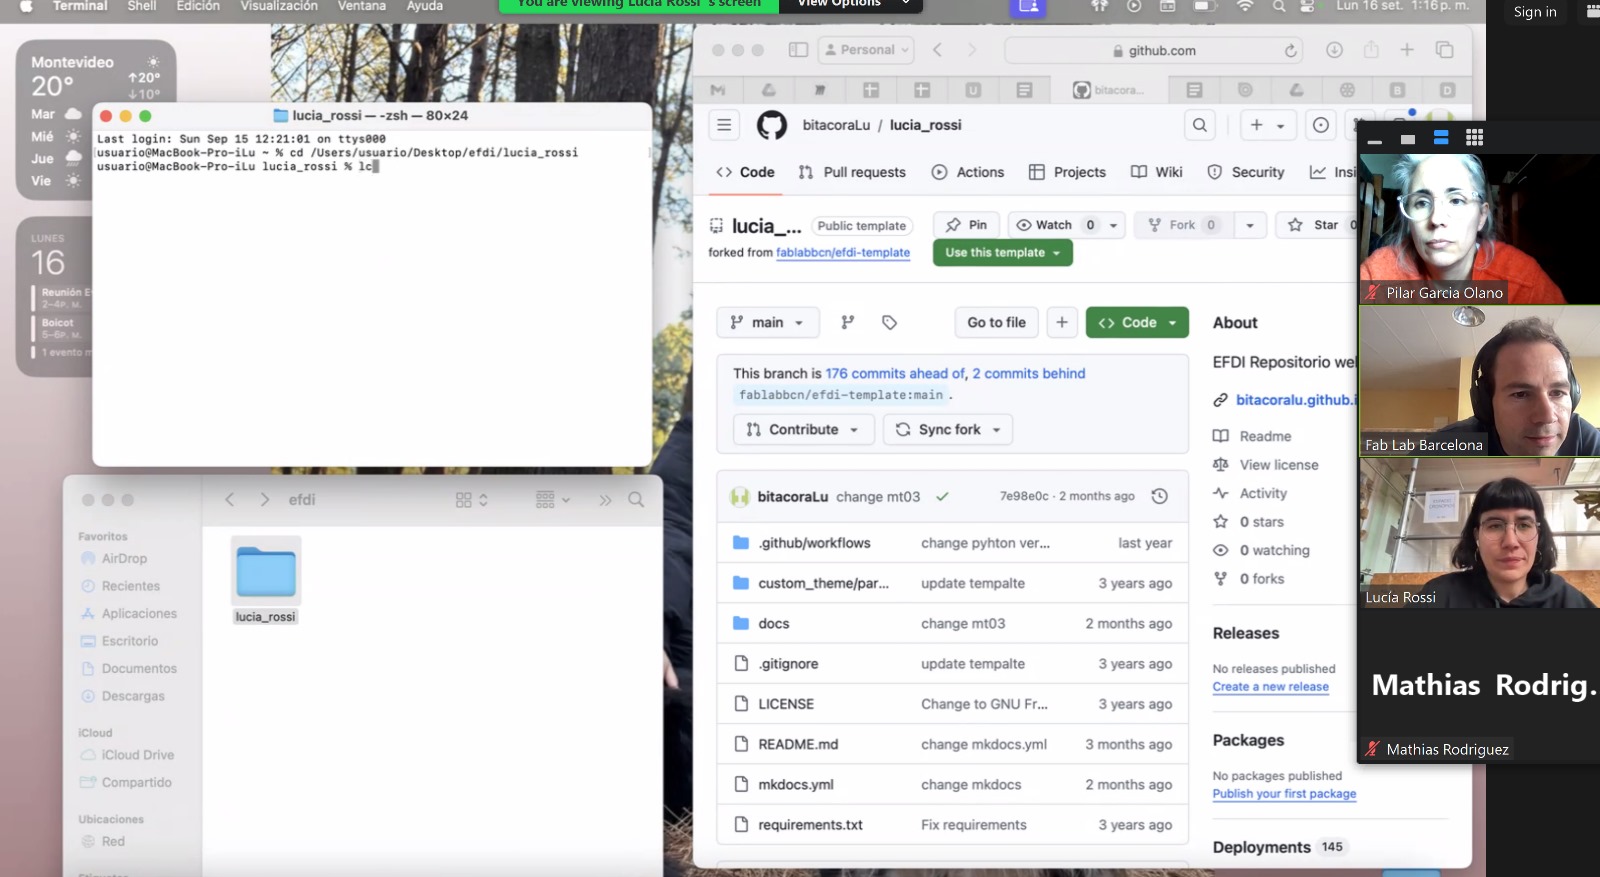 Terminal Shell Edición Visualización Ventana Ayuda
You are viewing Lucia Rossi's screen
View Options
Lun 16 set. 1:16 p. m.
Sign in
Montevideo
20°
↑20°
↓10°
Mar
Mié
Jue
Vie
LUNES
16
Reunión E
2–4P. M.
Boicot
5–6P. M.
1 evento m
lucia_rossi — -zsh — 80×24
Last login: Sun Sep 15 12:21:01 on ttys000
usuario@MacBook-Pro-iLu ~ % cd /Users/usuario/Desktop/efdi/lucia_rossi
usuario@MacBook-Pro-iLu lucia_rossi % lc
efdi
Favoritos
AirDrop
Recientes
Aplicaciones
Escritorio
Documentos
Descargas
iCloud
iCloud Drive
Compartido
Ubicaciones
Red
lucia_rossi
Personal
github.com
bitacora...
bitacoraLu / lucia_rossi
Code
Pull requests
Actions
Projects
Wiki
Security
Insi
lucia_...
Public template
Pin
Watch 0
Fork 0
Star 0
forked from fablabbcn/efdi-template
Use this template
main
Go to file
Code
This branch is 176 commits ahead of, 2 commits behind
fablabbcn/efdi-template:main .
Contribute
Sync fork
bitacoraLu change mt03 7e98e0c · 2 months ago
.github/workflows change pyhton ver... last year
custom_theme/par... update tempalte 3 years ago
docs change mt03 2 months ago
.gitignore update tempalte 3 years ago
LICENSE Change to GNU Fr... 3 years ago
README.md change mkdocs.yml 3 months ago
mkdocs.yml change mkdocs 2 months ago
requirements.txt Fix requirements 3 years ago
About
EFDI Repositorio we
bitacoralu.github.i
Readme
View license
Activity
0 stars
0 watching
0 forks
Releases
No releases published
Create a new release
Packages
No packages published
Publish your first package
Deployments 145
Pilar Garcia Olano
Fab Lab Barcelona
Lucía Rossi
Mathias Rodrig...
Mathias Rodriguez